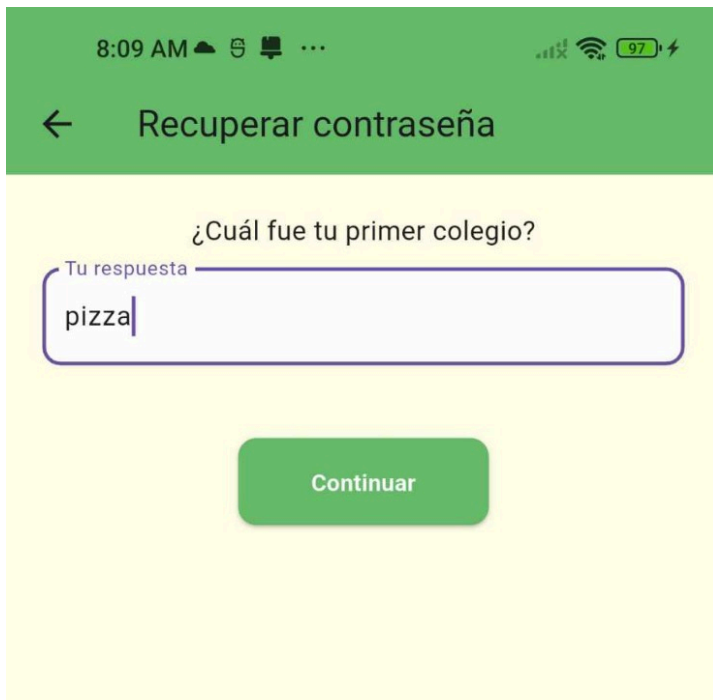 8:09 AM
97
Recuperar contraseña
¿Cuál fue tu primer colegio?
Tu respuesta
pizza
Continuar